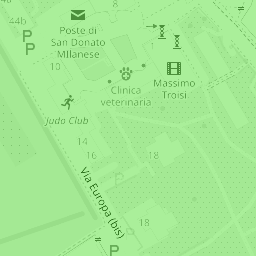 44b
P
P
Poste di
San Donato
MIlanese
10
Clinica
veterinaria
Massimo
Troisi
Judo Club
14
16
18
P
Via Europa (bis)
18
P